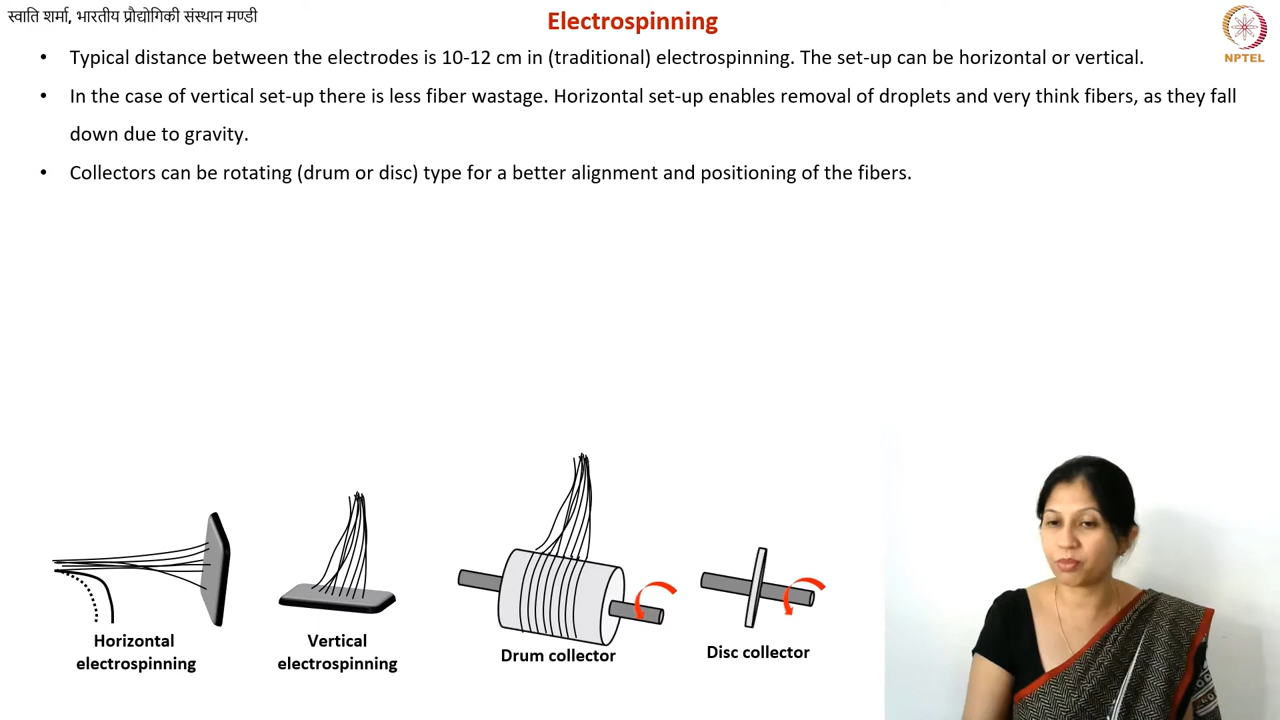 स्वाति शर्मा, भारतीय प्रौद्योगिकी संस्थान मण्डी
Electrospinning
NPTEL
• Typical distance between the electrodes is 10-12 cm in (traditional) electrospinning. The set-up can be horizontal or vertical.
• In the case of vertical set-up there is less fiber wastage. Horizontal set-up enables removal of droplets and very think fibers, as they fall
down due to gravity.
• Collectors can be rotating (drum or disc) type for a better alignment and positioning of the fibers.
Horizontal
electrospinning
Vertical
electrospinning
Drum collector
Disc collector